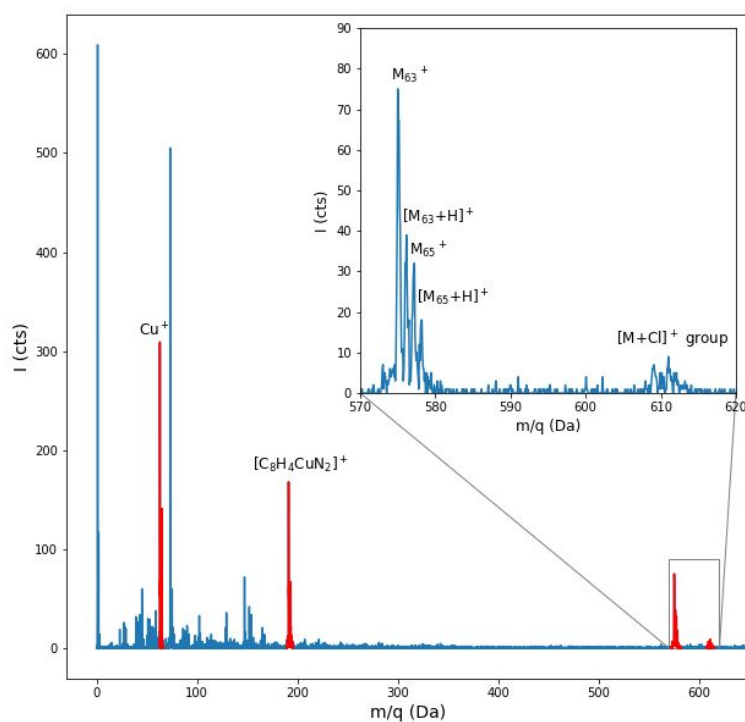 90
80
70
60
50
40
30
20
10
0
I (cts)
M₆₃⁺
[M₆₃+H]⁺
M₆₅⁺
[M₆₅+H]⁺
[M+Cl]⁺ group
570 580 590 600 610 620
m/q (Da)
600
500
400
300
200
100
0
I (cts)
Cu⁺
[C₈H₄CuN₂]⁺
0 100 200 300 400 500 600
m/q (Da)